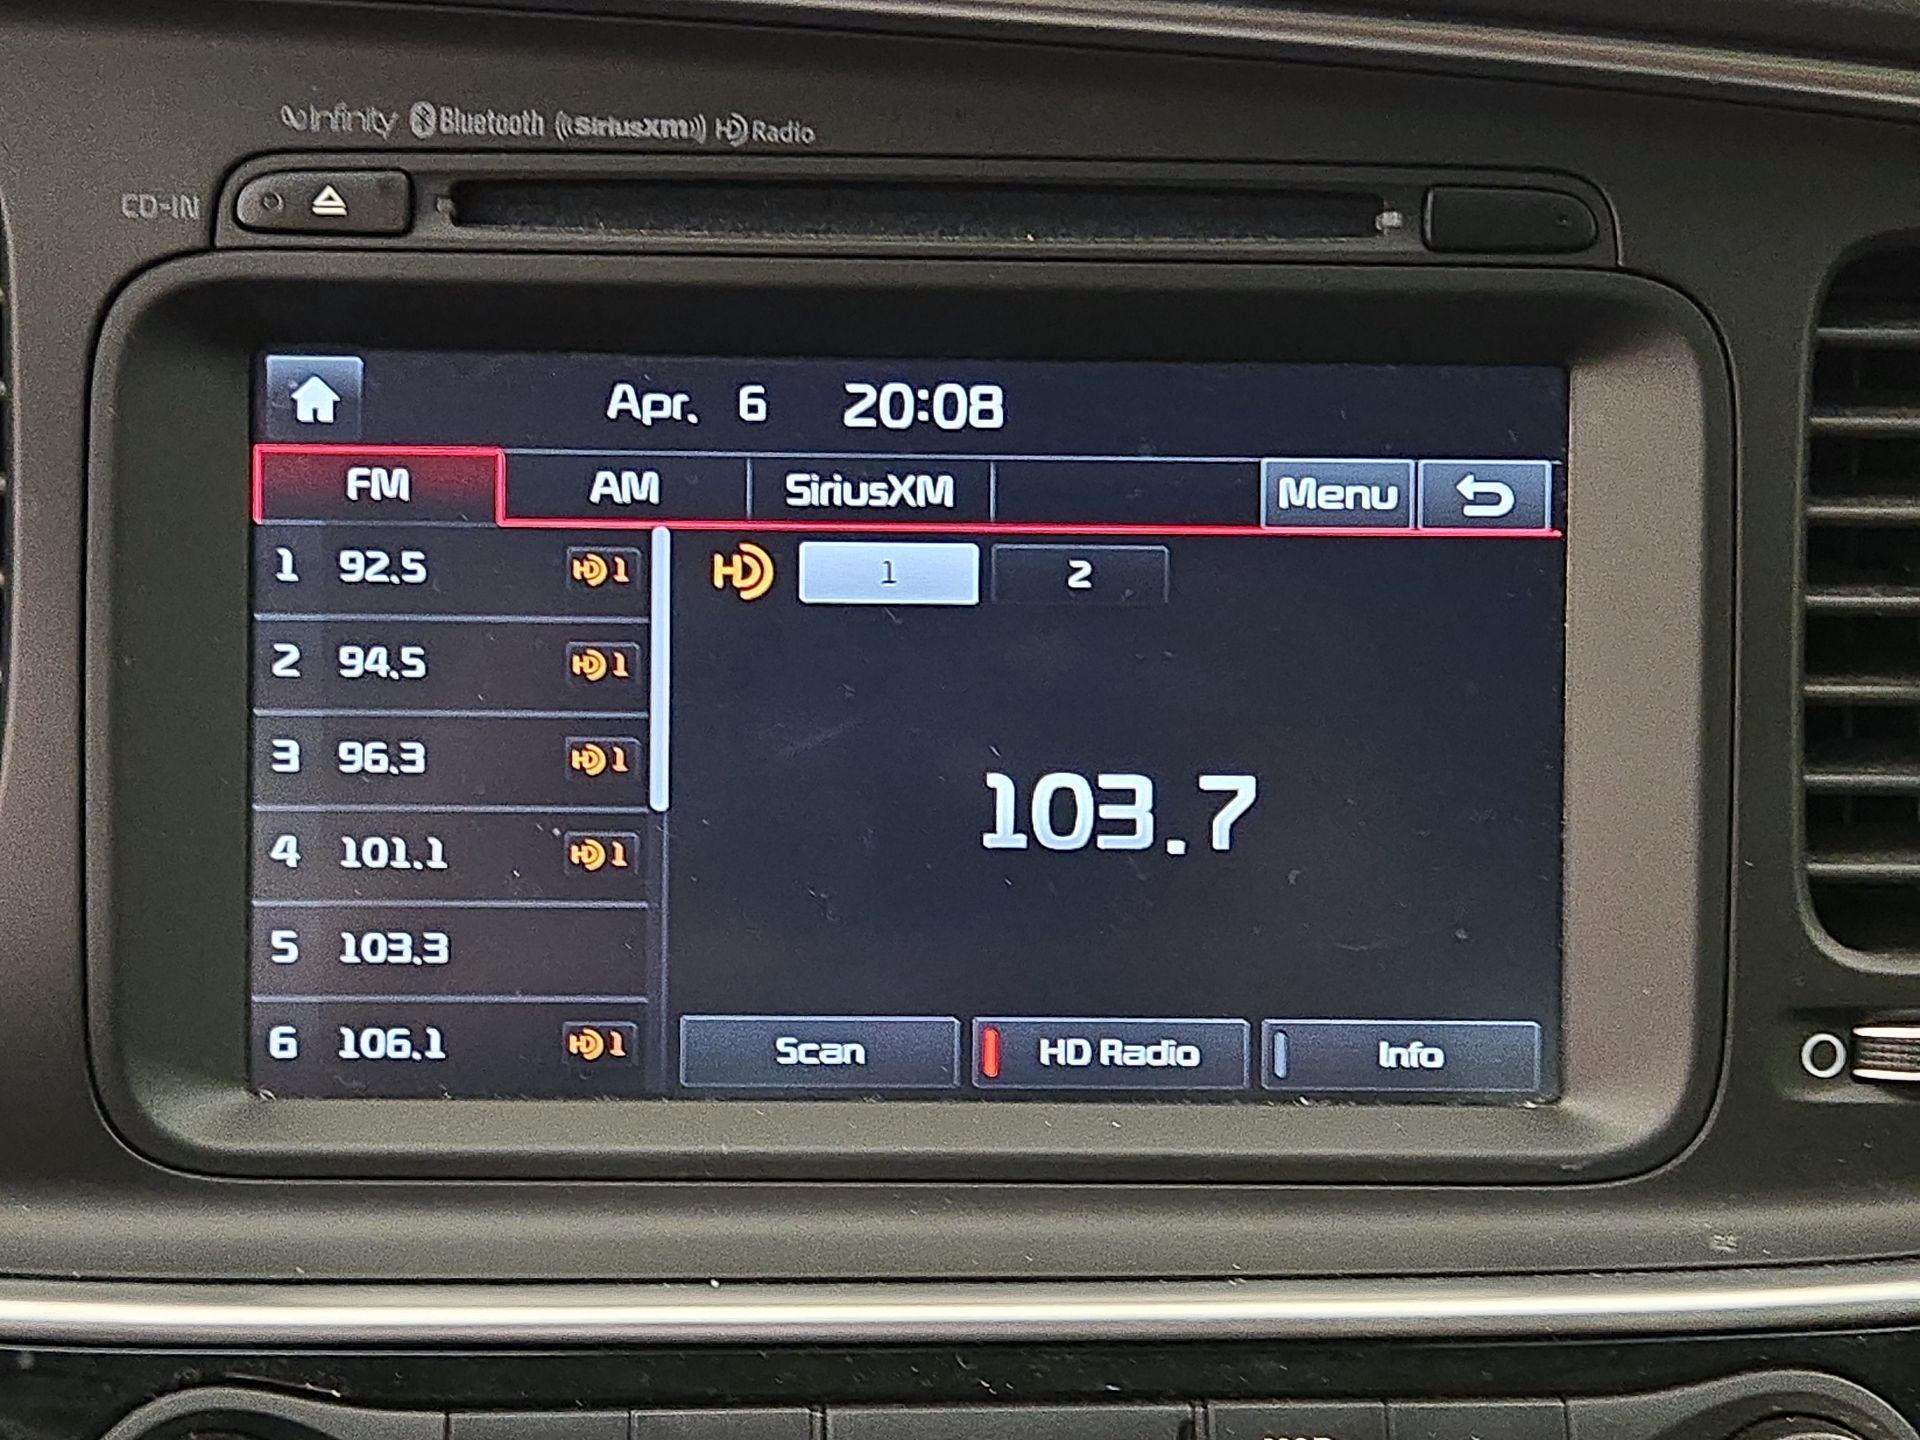 Infinity Bluetooth ((SiriusXM)) HD Radio
CD-IN
Apr. 6 20:08
FM AM SiriusXM Menu
1 92.5 HD 1
2 94.5 HD 1
3 96.3 HD 1
4 101.1 HD 1
5 103.3
6 106.1 HD 1
HD 1 2
103.7
Scan HD Radio Info